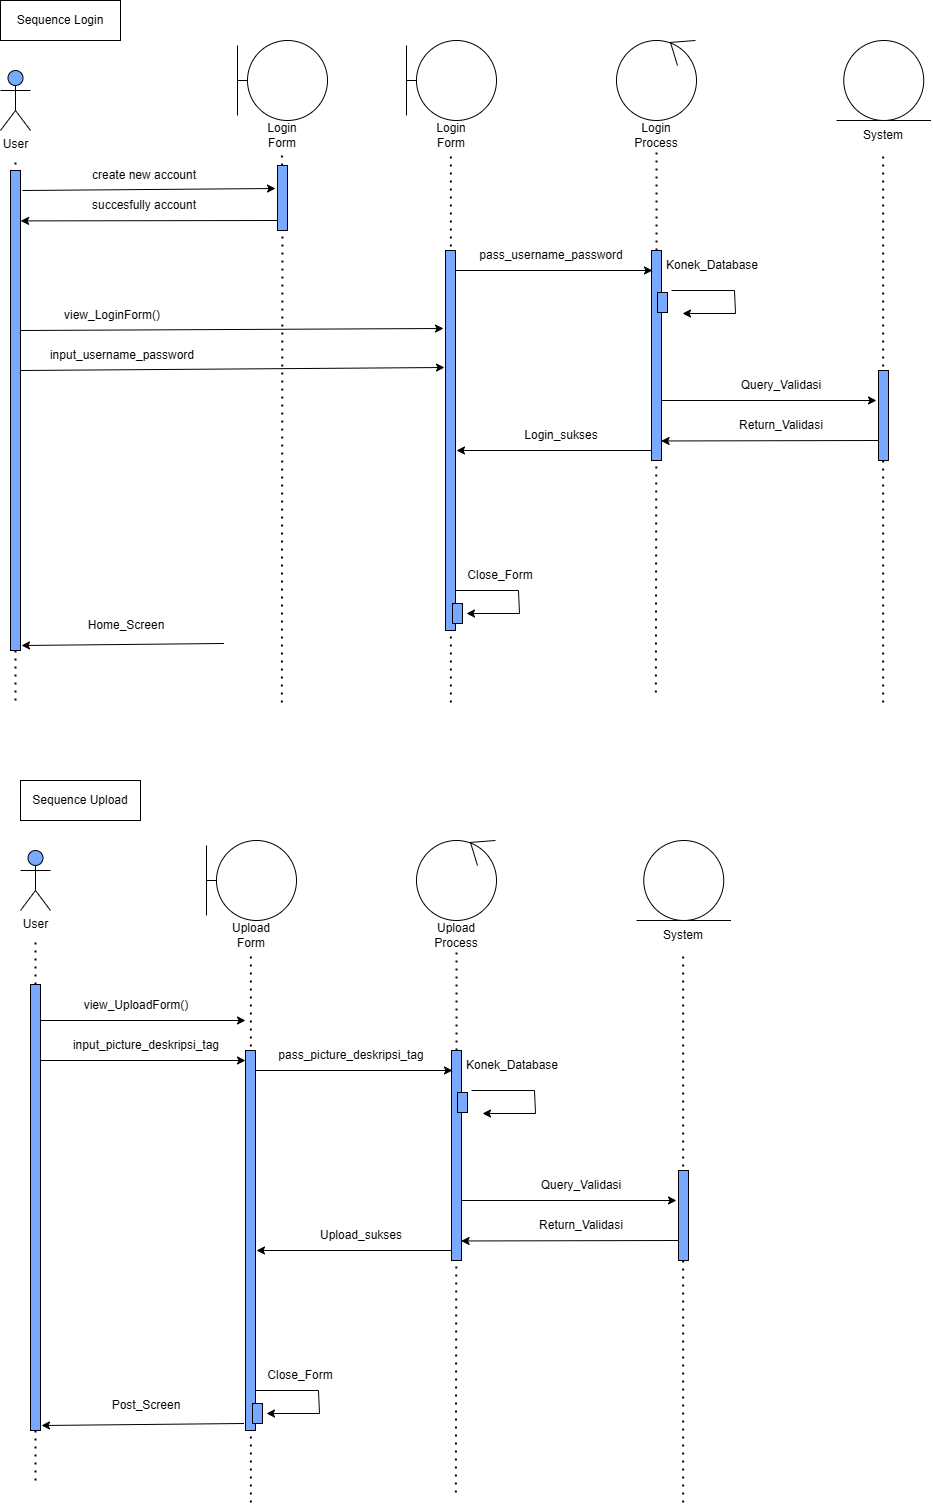 Sequence Login
User
Login
Form
Login
Form
Login
Process
System
create new account
succesfully account
pass_username_password
Konek_Database
view_LoginForm()
input_username_password
Query_Validasi
Return_Validasi
Login_sukses
Close_Form
Home_Screen
Sequence Upload
User
Upload
Form
Upload
Process
System
view_UploadForm()
input_picture_deskripsi_tag
pass_picture_deskripsi_tag
Konek_Database
Query_Validasi
Return_Validasi
Upload_sukses
Close_Form
Post_Screen